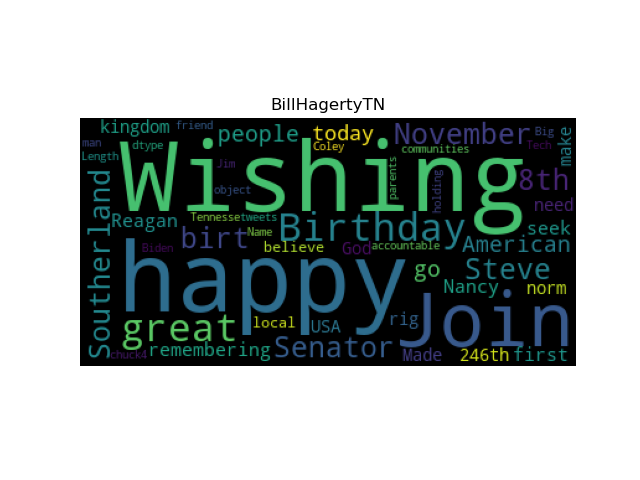 BillHagertyTN
kingdom friend people today November Big
man dtype Coley communities Tech make
Length Wishing parents
Jim object holding 8th need
Southerland Reagan Tennesse tweets Birthday seek
birt Name believe God accountable American
Biden happy go Steve
Nancy norm
great local USA rig Join
chuck4 remembering Senator Made 246th first